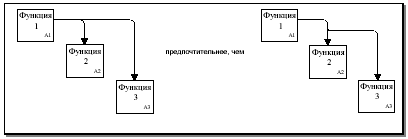 Функция
1
A1
Функция
2
A2
Функция
3
A3
предпочтительнее, чем
Функция
1
A1
Функция
2
A2
Функция
3
A3